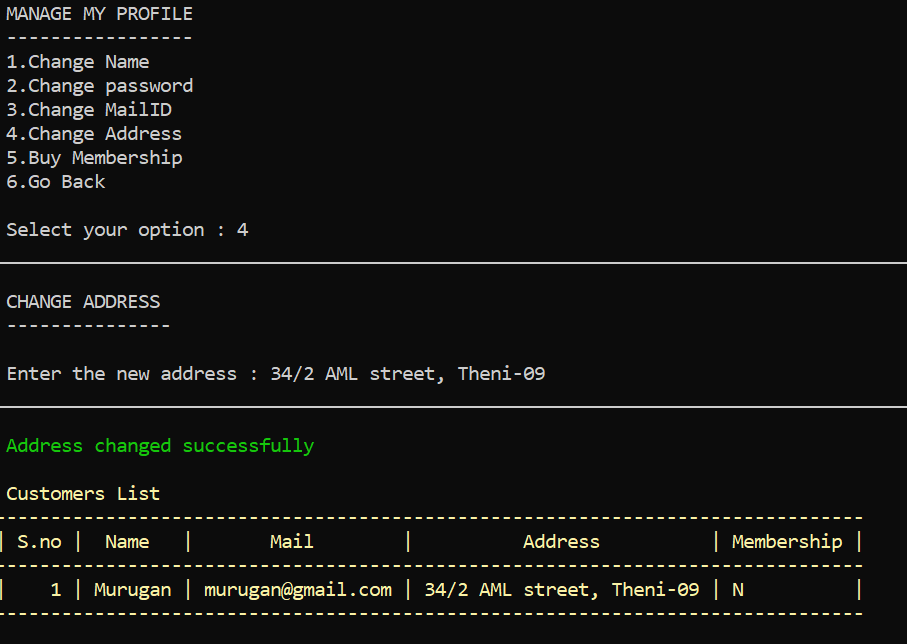 MANAGE MY PROFILE
-----------------
1.Change Name
2.Change password
3.Change MailID
4.Change Address
5.Buy Membership
6.Go Back
Select your option : 4
CHANGE ADDRESS
---------------
Enter the new address : 34/2 AML street, Theni-09
Address changed successfully
Customers List
-------------------------------------------------------------------------------
| S.no |  Name   |       Mail        |          Address         | Membership |
-------------------------------------------------------------------------------
|    1 | Murugan | murugan@gmail.com | 34/2 AML street, Theni-09 | N          |
-------------------------------------------------------------------------------